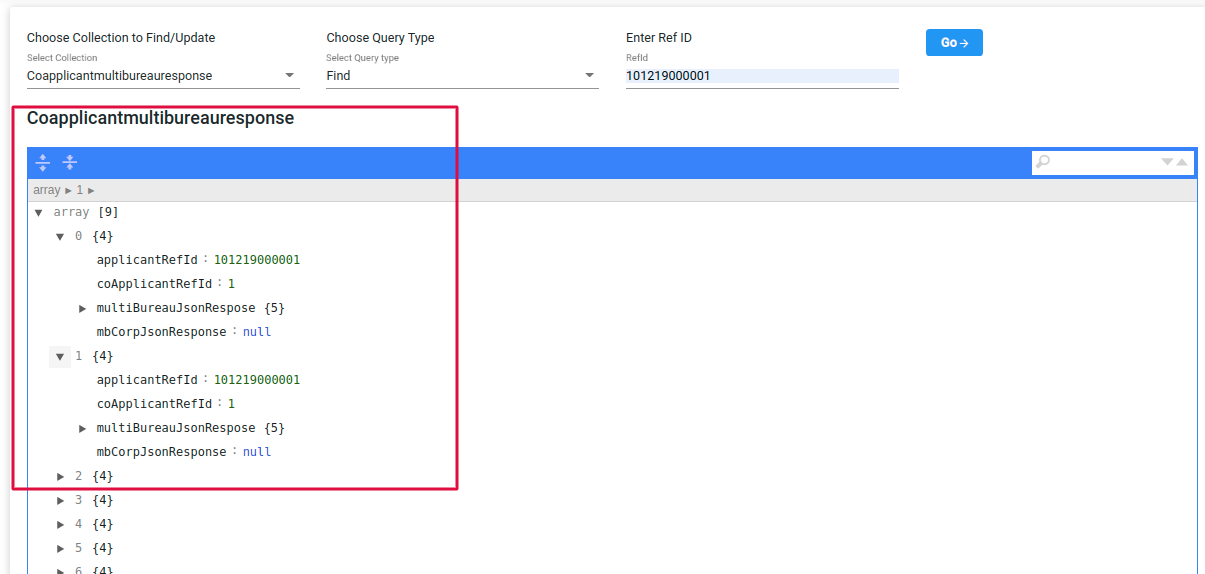 Choose Collection to Find/Update
Choose Query Type
Enter Ref ID
Go→
Select Collection
Select Query type
RefId
Coapplicantmultibureauresponse
Find
101219000001
Coapplicantmultibureauresponse
array ► 1 ►
▼ array [9]
▼ 0 {4}
applicantRefId : 101219000001
coApplicantRefId : 1
► multiBureauJsonRespose {5}
mbCorpJsonResponse : null
▼ 1 {4}
applicantRefId : 101219000001
coApplicantRefId : 1
► multiBureauJsonRespose {5}
mbCorpJsonResponse : null
► 2 {4}
► 3 {4}
► 4 {4}
► 5 {4}
► 6 {4}